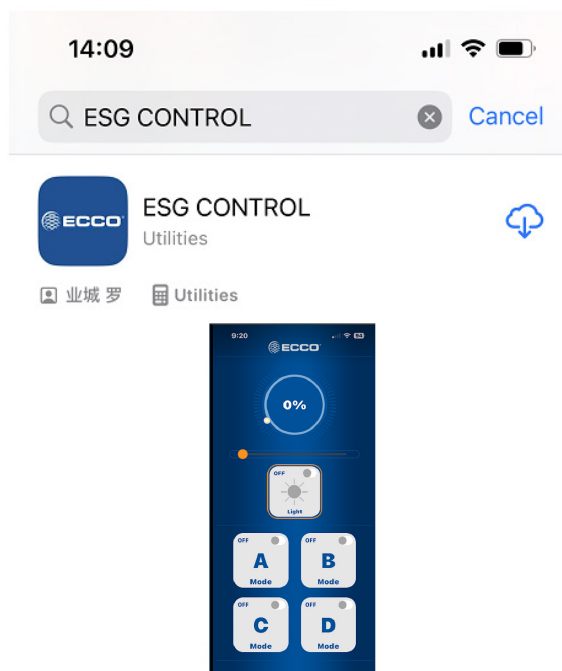 14:09
ESG CONTROL
Cancel
ECCO
ESG CONTROL
Utilities
业城 罗
Utilities
9:20
94
ECCO
0%
OFF
Light
OFF
A
Mode
OFF
B
Mode
OFF
C
Mode
OFF
D
Mode